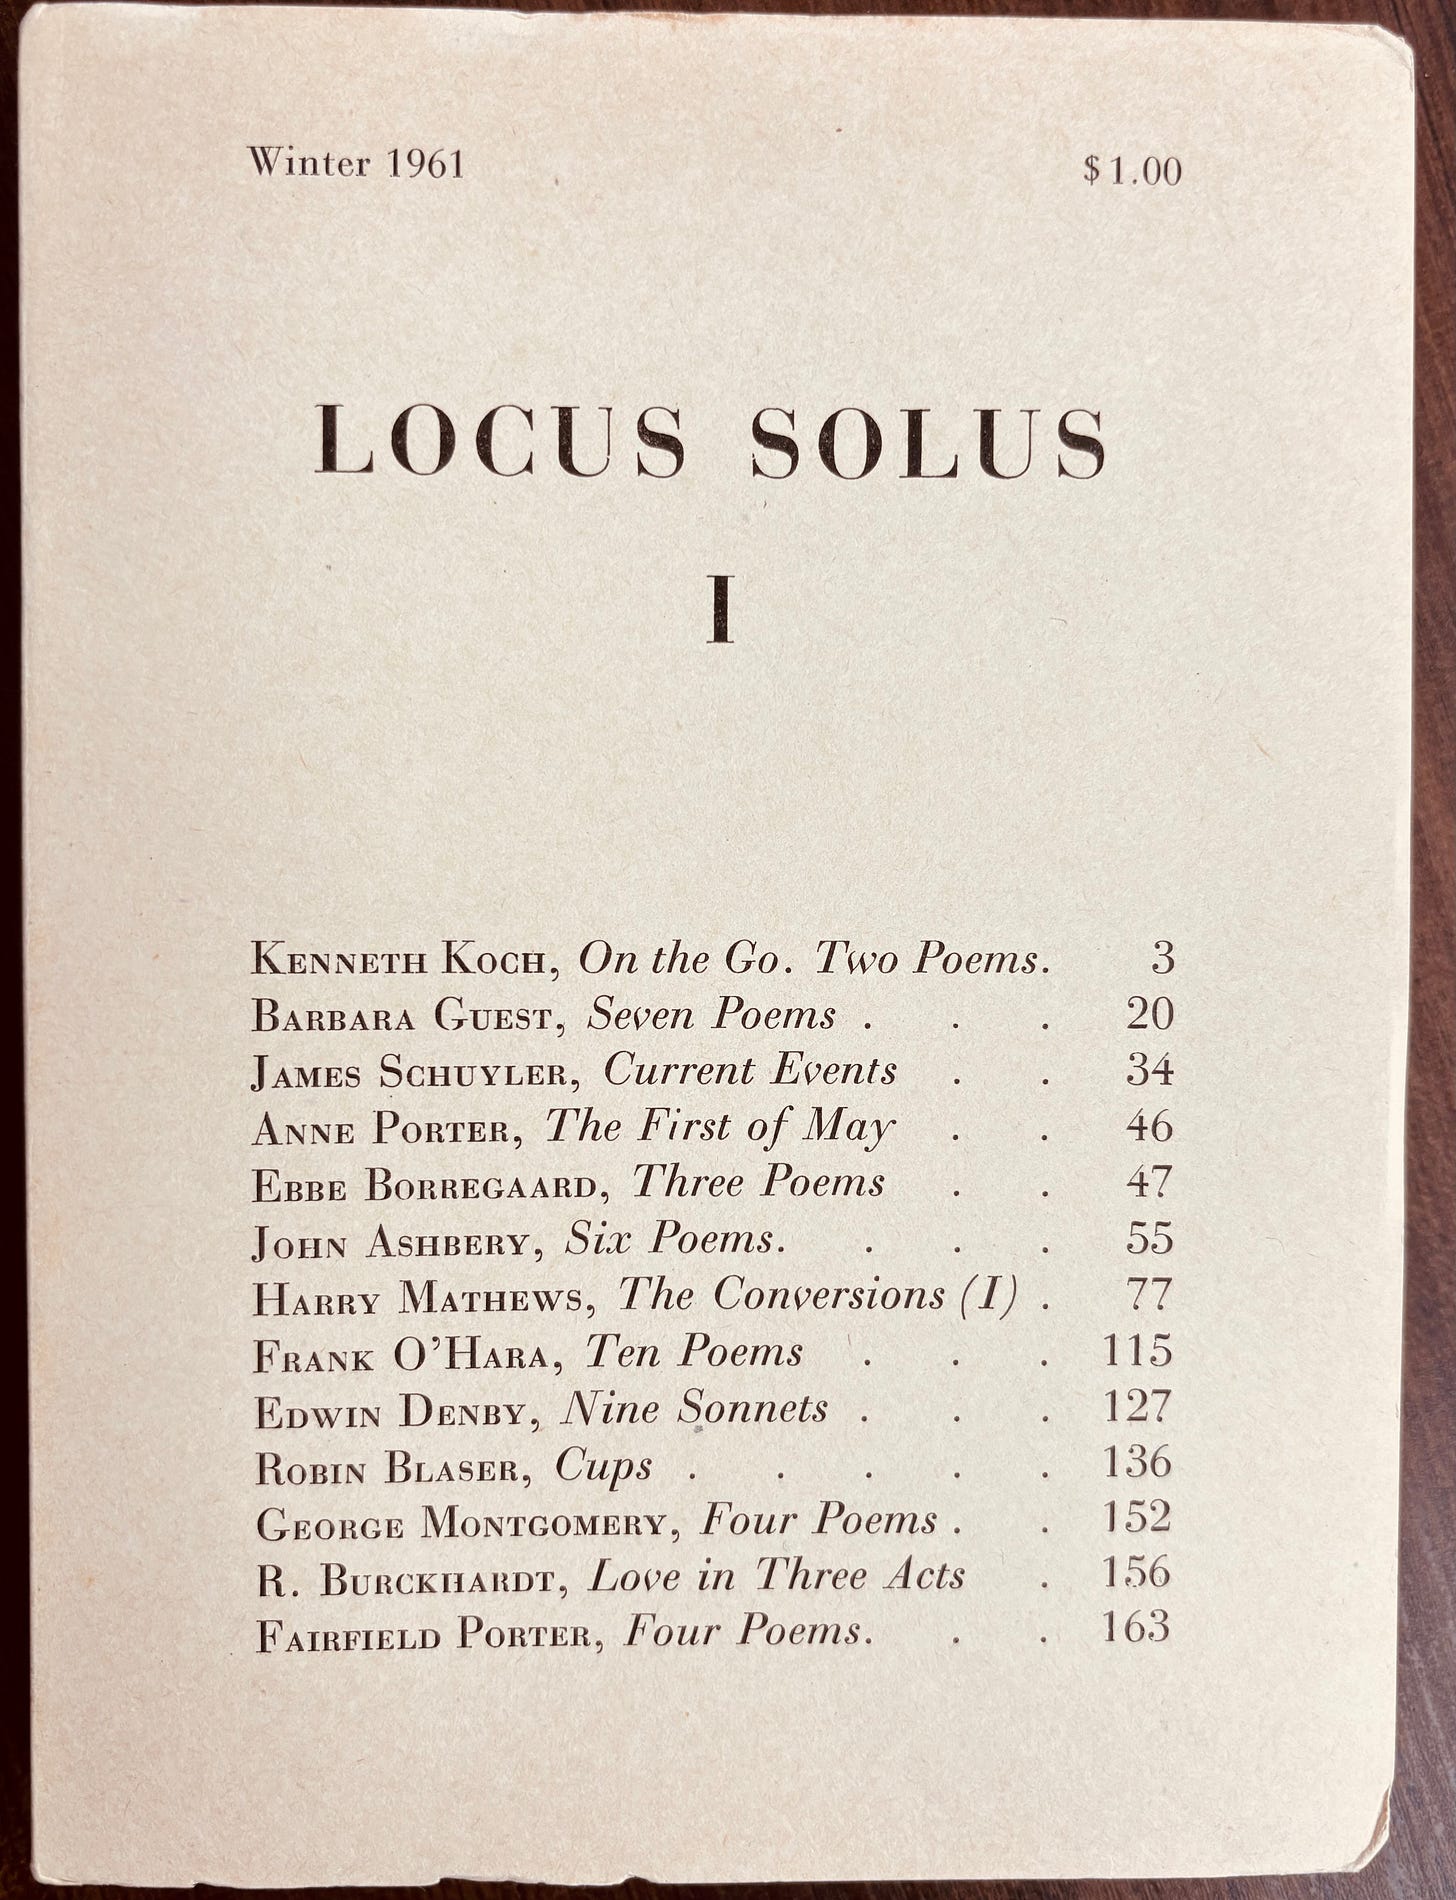 Winter 1961 $1.00
LOCUS SOLUS
I
KENNETH KOCH, On the Go. Two Poems. 3
BARBARA GUEST, Seven Poems . . . 20
JAMES SCHUYLER, Current Events . . 34
ANNE PORTER, The First of May . . 46
EBBE BORREGAARD, Three Poems . . 47
JOHN ASHBERY, Six Poems. . . . 55
HARRY MATHEWS, The Conversions (I) . 77
FRANK O'HARA, Ten Poems . . . 115
EDWIN DENBY, Nine Sonnets . . . 127
ROBIN BLASER, Cups . . . . . 136
GEORGE MONTGOMERY, Four Poems . . 152
R. BURCKHARDT, Love in Three Acts . 156
FAIRFIELD PORTER, Four Poems. . . 163